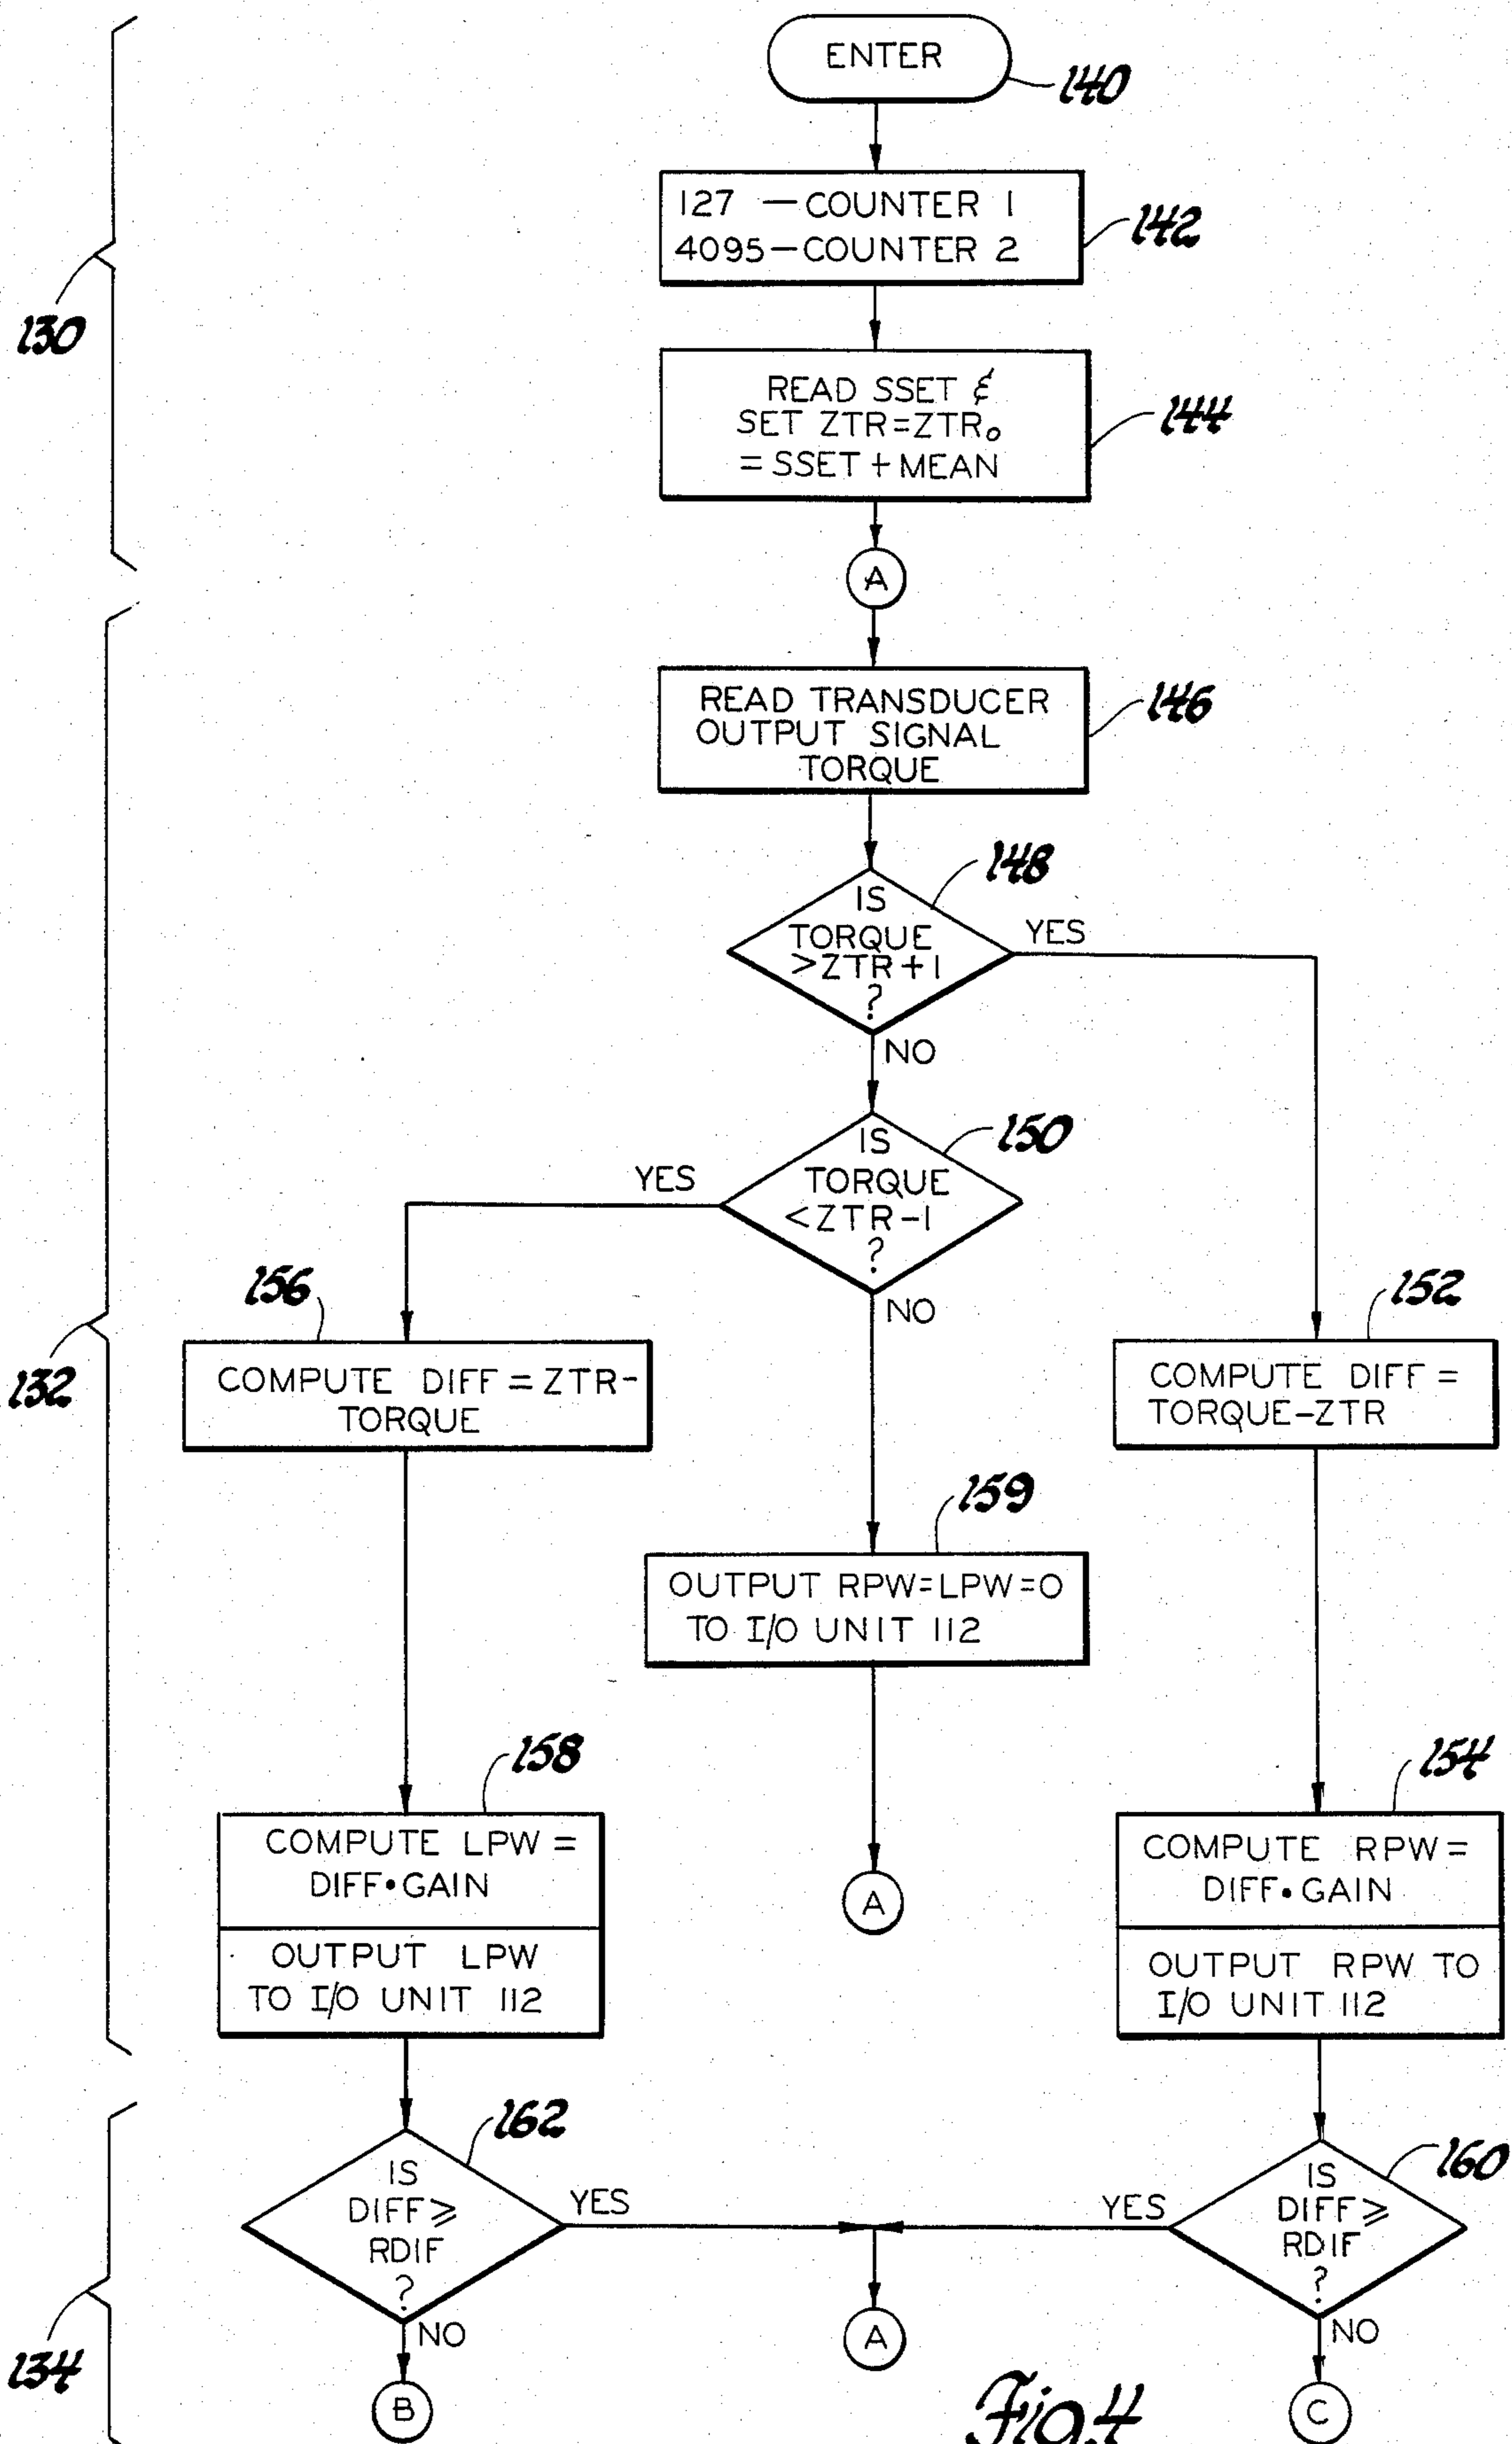 ENTER
140
127 — COUNTER 1
4095 — COUNTER 2
142
130
READ SSET &
SET ZTR=ZTR₀
= SSET + MEAN
144
A
READ TRANSDUCER
OUTPUT SIGNAL
TORQUE
146
148
IS
TORQUE
>ZTR+1
?
YES
NO
150
IS
TORQUE
<ZTR-1
?
YES
NO
156
152
132
COMPUTE DIFF = ZTR-
TORQUE
COMPUTE DIFF =
TORQUE-ZTR
159
OUTPUT RPW=LPW=0
TO I/O UNIT 112
158
154
COMPUTE LPW =
DIFF•GAIN
OUTPUT LPW
TO I/O UNIT 112
A
COMPUTE RPW =
DIFF•GAIN
OUTPUT RPW TO
I/O UNIT 112
162
160
IS
DIFF≥
RDIF
?
YES
NO
YES
IS
DIFF≥
RDIF
?
NO
134
B
A
C
Fig.4